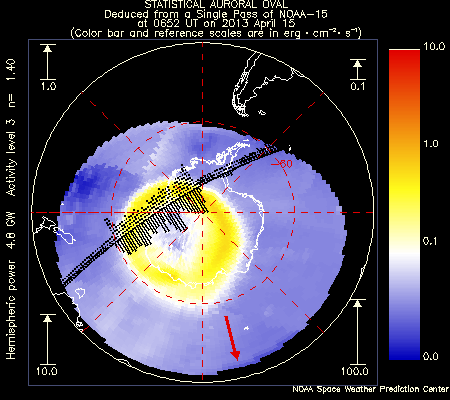 STATISTICAL AURORAL OVAL
Deduced from a Single Pass of NOAA-15
at 0652 UT on 2013 April 15
(Color bar and reference scales are in erg · cm⁻² · s⁻¹)
Hemispheric power 4.8 GW Activity level 3 n= 1.40
1.0
0.1
-60
10.0
100.0
10.0
1.0
0.1
0.0
NOAA Space Weather Prediction Center